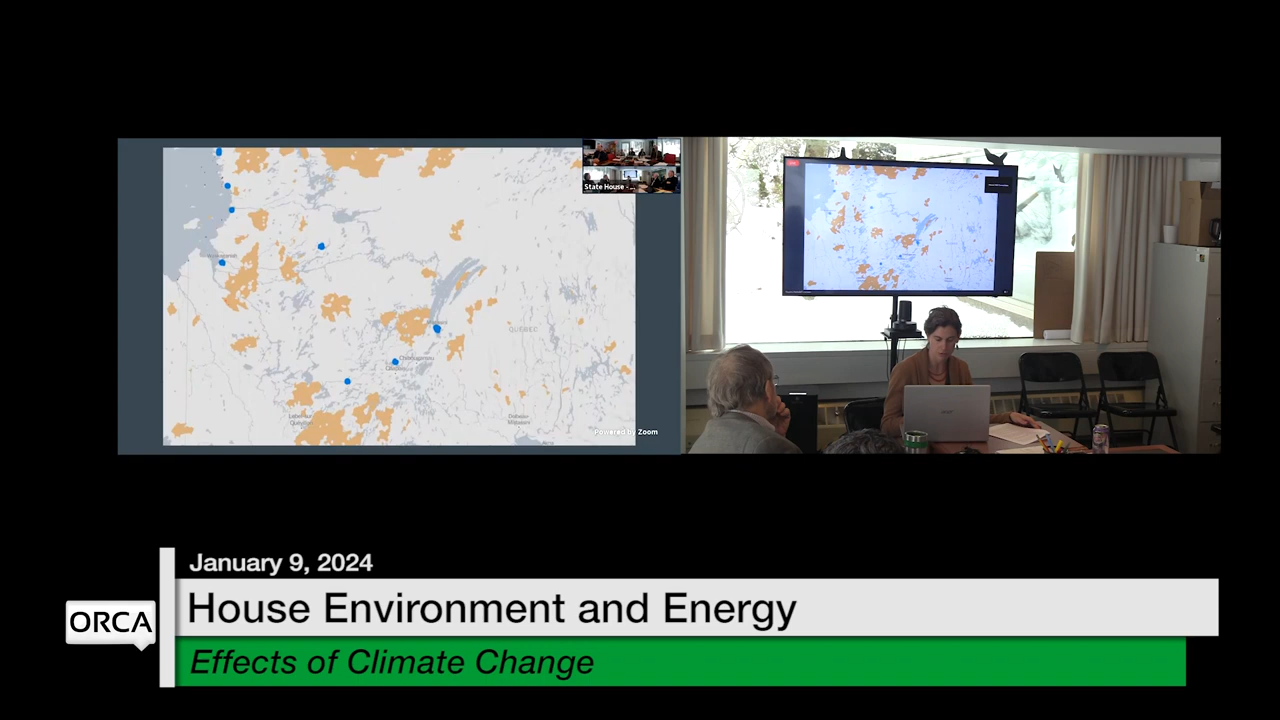 State House - ...
QUÉBEC
Chibougamau
Powered by Zoom
January 9, 2024
House Environment and Energy
ORCA
Effects of Climate Change